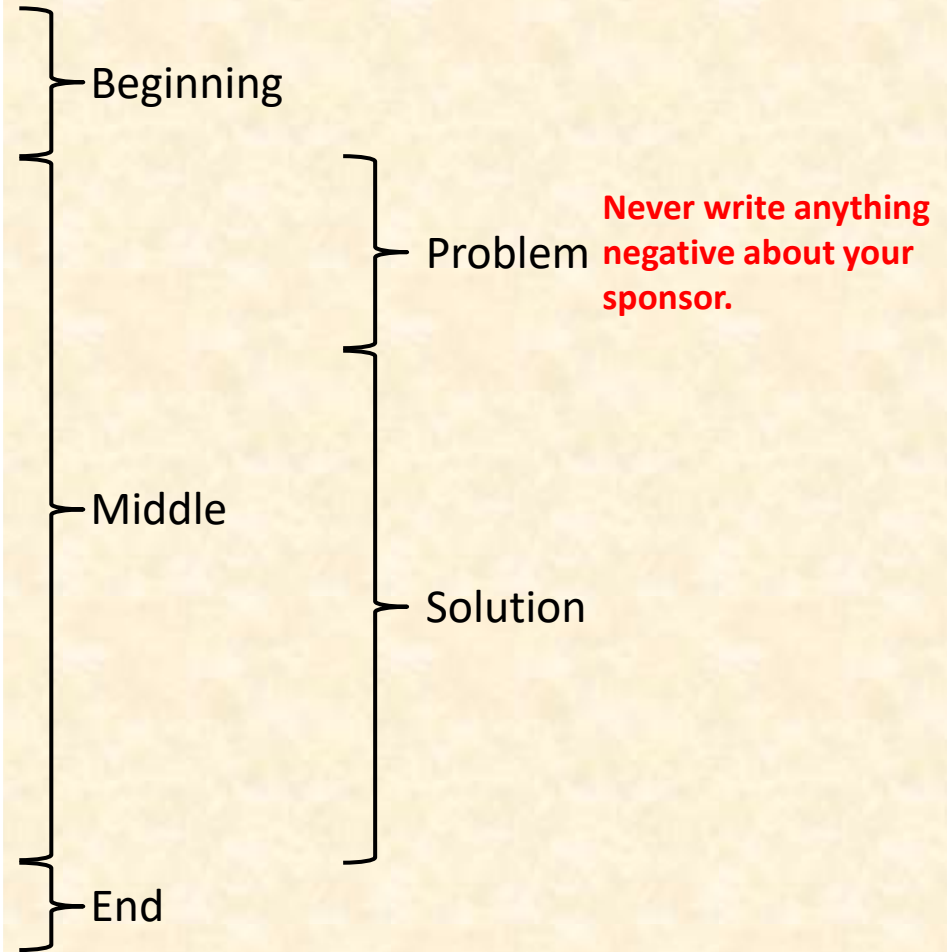 Beginning
Never write anything
Problem negative about your
sponsor.
Middle
Solution
End